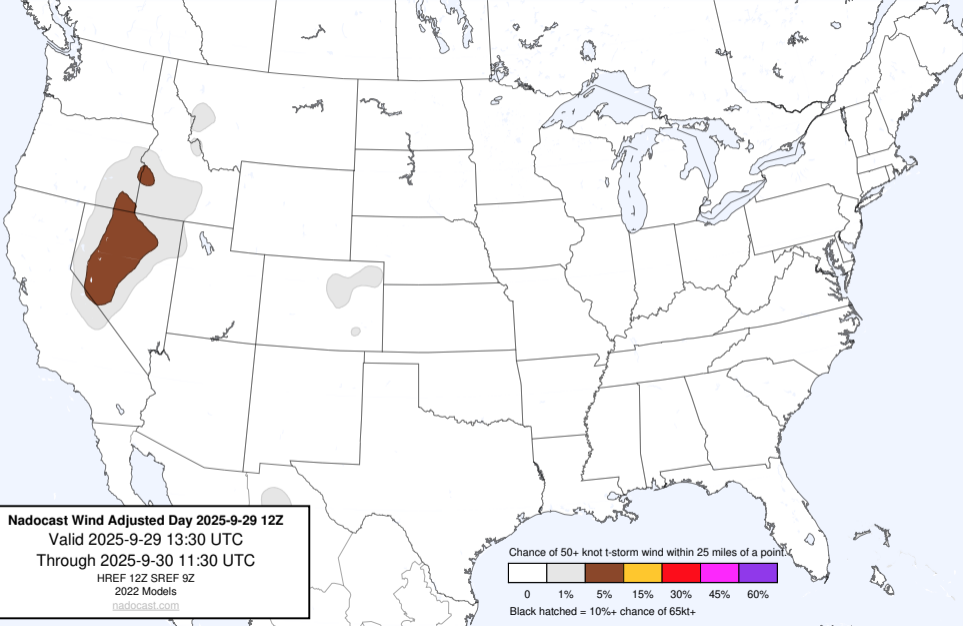 Nadocast Wind Adjusted Day 2025-9-29 12Z
Valid 2025-9-29 13:30 UTC
Through 2025-9-30 11:30 UTC
HREF 12Z SREF 9Z
2022 Models
nadocast.com
Chance of 50+ knot t-storm wind within 25 miles of a point.
0 1% 5% 15% 30% 45% 60%
Black hatched = 10%+ chance of 65kt+